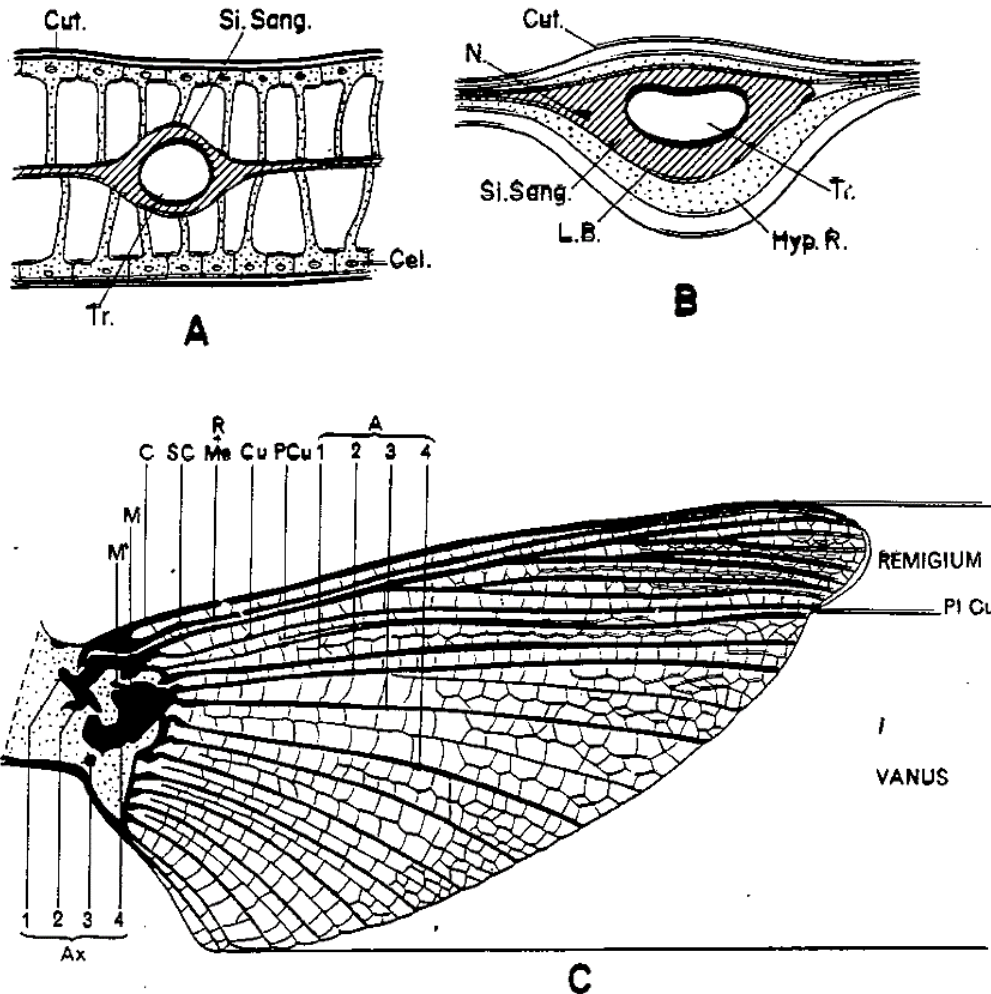 Cut.
Si. Sang.
Cel.
Tr.
A
Cut.
N.
Si. Sang.
L.B.
Tr.
Hyp. R.
B
R
A
C SC Me Cu PCu 1 2 3 4
M
M'
REMIGIUM
Pl Cu
I
VANUS
1 2 3 4
Ax
C